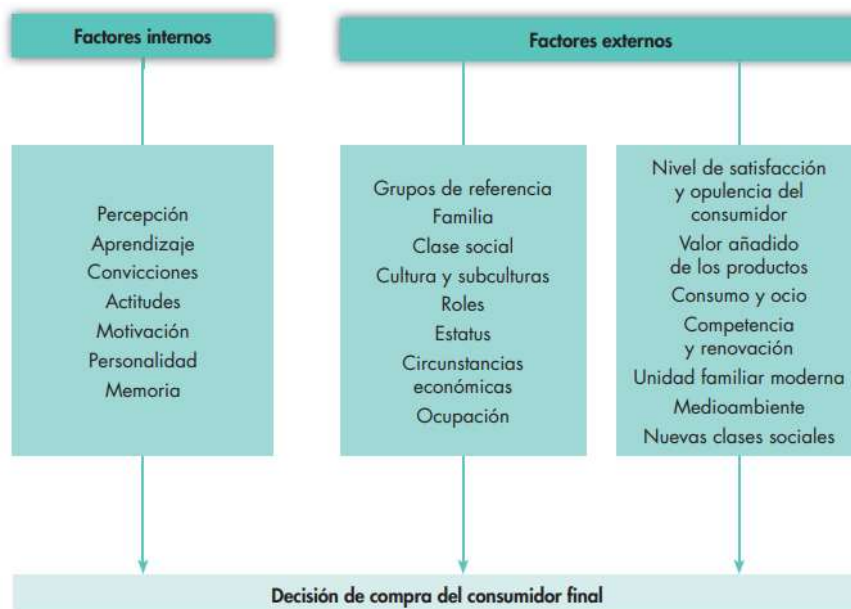 Factores internos
Factores externos
Percepción
Aprendizaje
Convicciones
Actitudes
Motivación
Personalidad
Memoria
Grupos de referencia
Familia
Clase social
Cultura y subculturas
Roles
Estatus
Circunstancias
económicas
Ocupación
Nivel de satisfacción
y opulencia del
consumidor
Valor añadido
de los productos
Consumo y ocio
Competencia
y renovación
Unidad familiar moderna
Medioambiente
Nuevas clases sociales
Decisión de compra del consumidor final